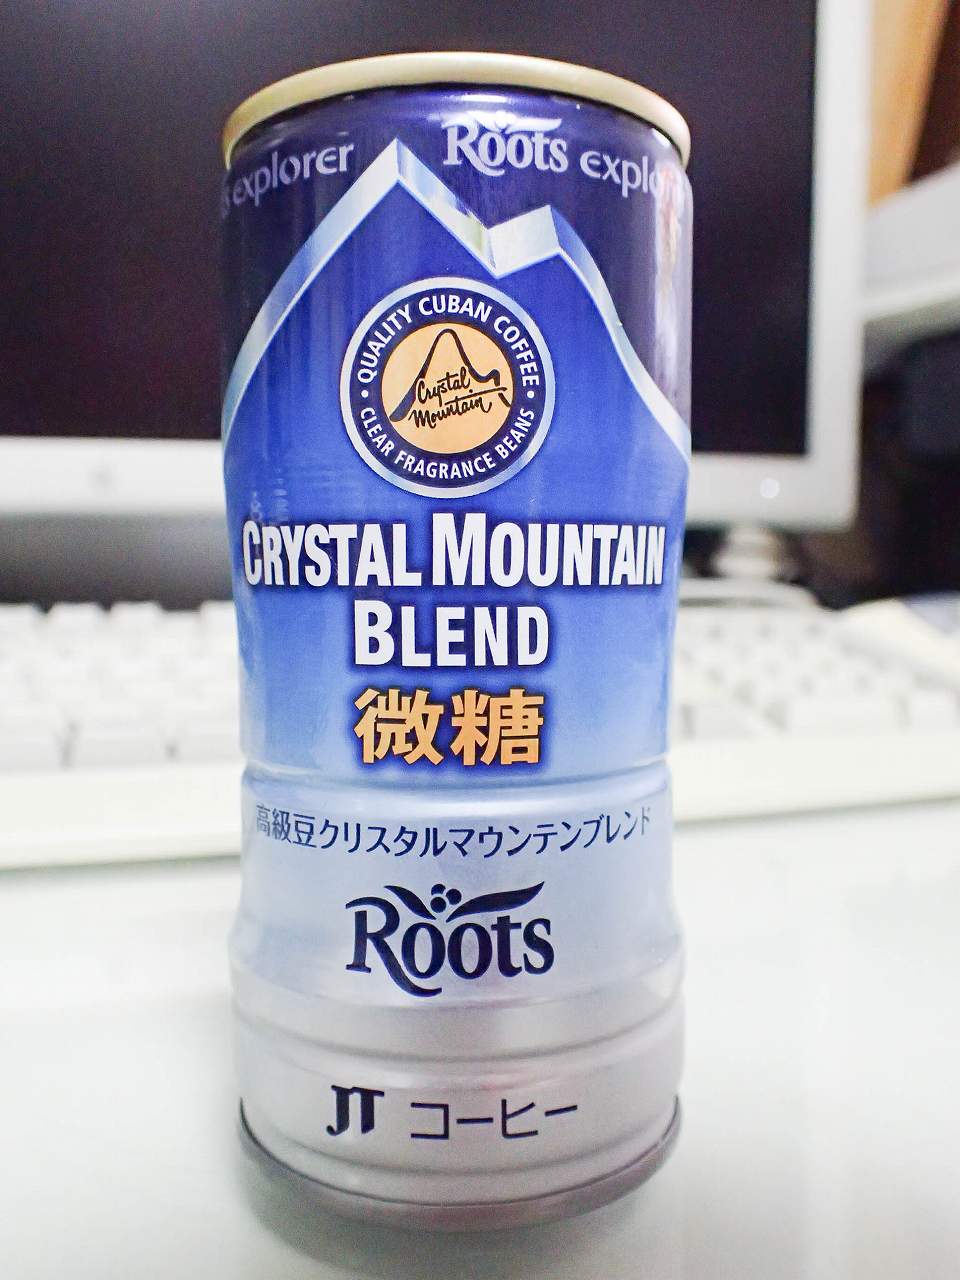 explorer
Roots explo
QUALITY CUBAN COFFEE
Crystal
Mountain
CLEAR FRAGRANCE BEANS
CRYSTAL MOUNTAIN
BLEND
微糖
高級豆クリスタルマウンテンブレンド
Roots
JT コーヒー